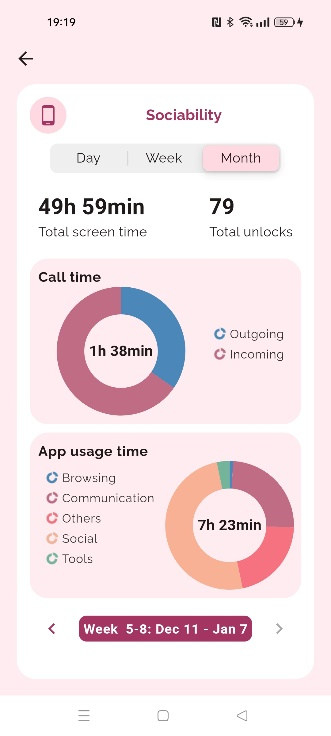 19:19
59
Sociability
Day Week Month
49h 59min 79
Total screen time Total unlocks
Call time
1h 38min
Outgoing
Incoming
App usage time
Browsing
Communication
Others
Social
Tools
7h 23min
Week 5-8: Dec 11 - Jan 7